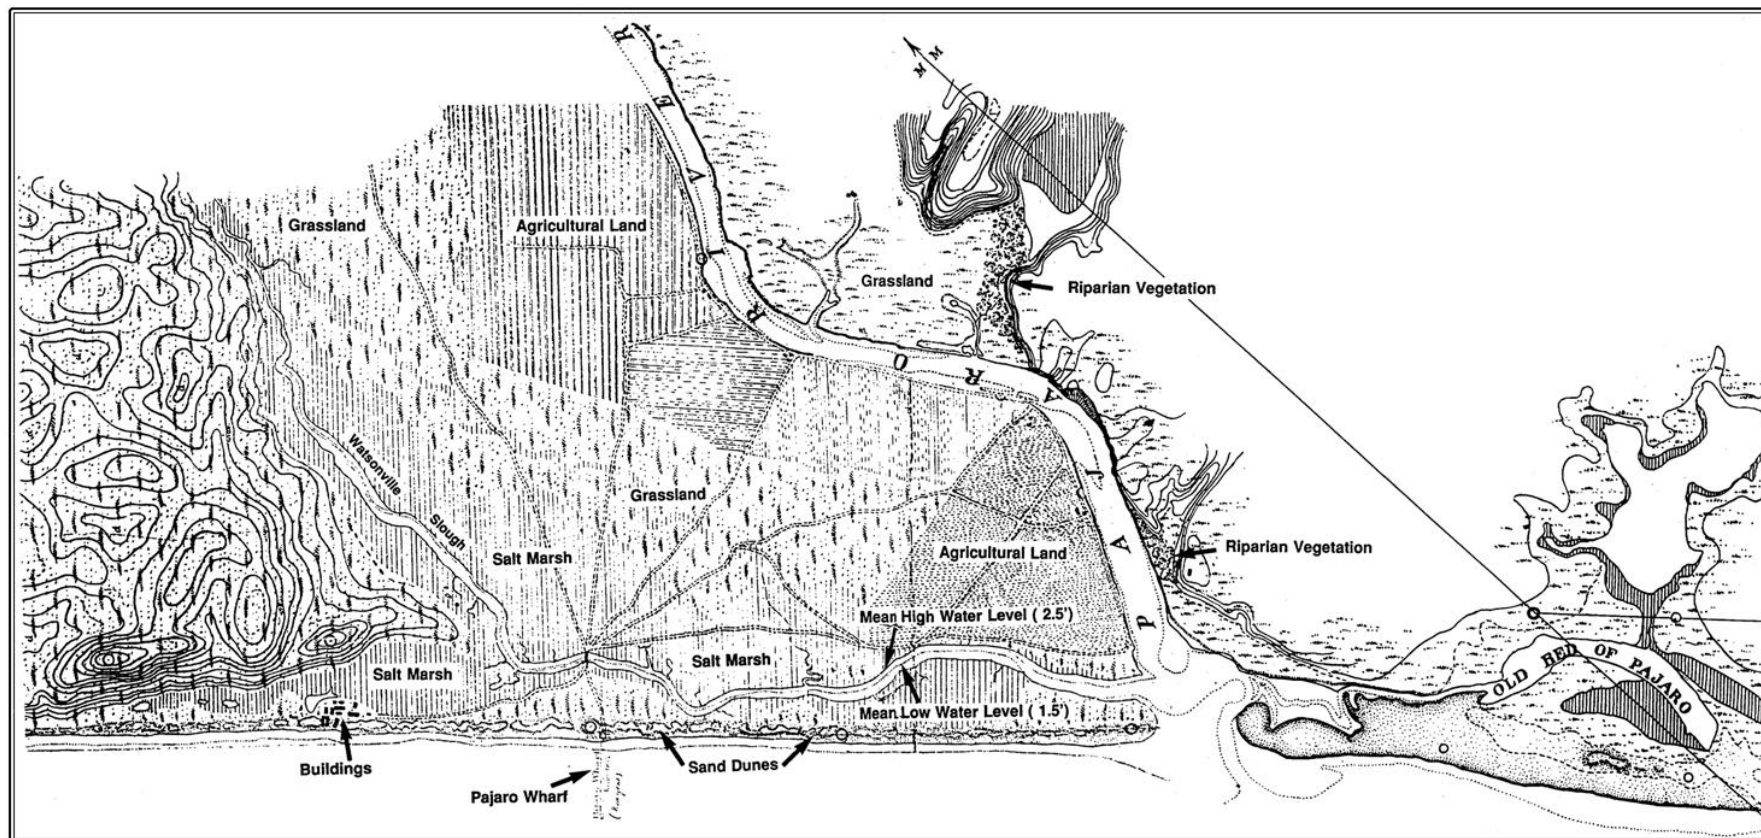 M M
PAJARO RIVER
Grassland
Agricultural Land
Grassland
Riparian Vegetation
Watsonville
Slough
Grassland
Salt Marsh
Agricultural Land
Riparian Vegetation
Mean High Water Level ( 2.5')
Salt Marsh
Salt Marsh
OLD BED OF PAJARO
Mean Low Water Level ( 1.5')
Buildings
Sand Dunes
Pajaro Wharf